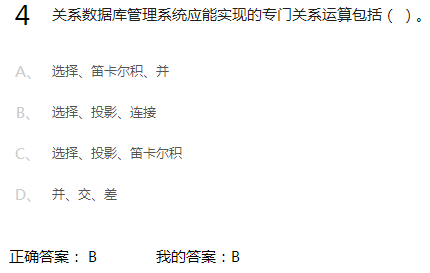 4 关系数据库管理系统应能实现的专门关系运算包括（ ）。
A、 选择、笛卡尔积、并
B、 选择、投影、连接
C、 选择、投影、笛卡尔积
D、 并、交、差
正确答案： B 我的答案：B